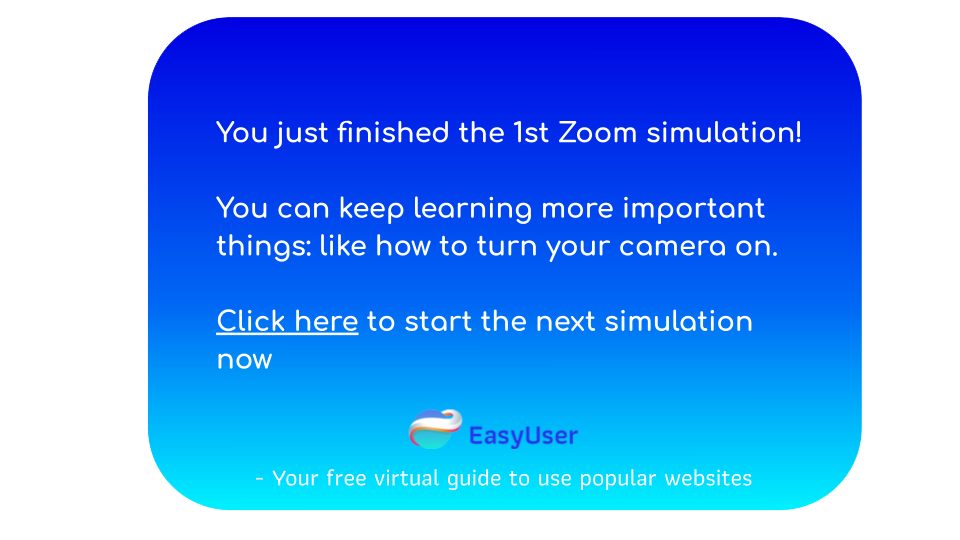 You just finished the 1st Zoom simulation!
You can keep learning more important
things: like how to turn your camera on.
Click here to start the next simulation
now
EasyUser
- Your free virtual guide to use popular websites